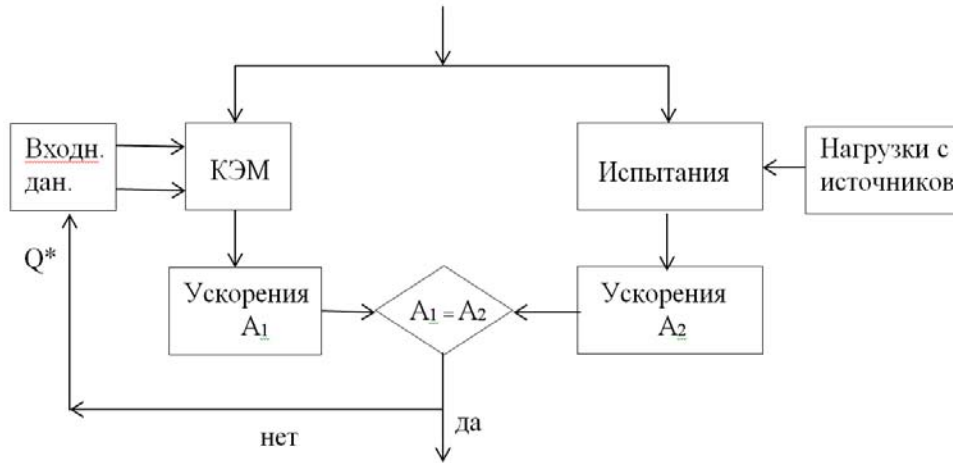 Входн.
дан.
КЭМ
Испытания
Нагрузки с
источников
Q*
Ускорения
A1
A1 = A2
Ускорения
A2
нет
да